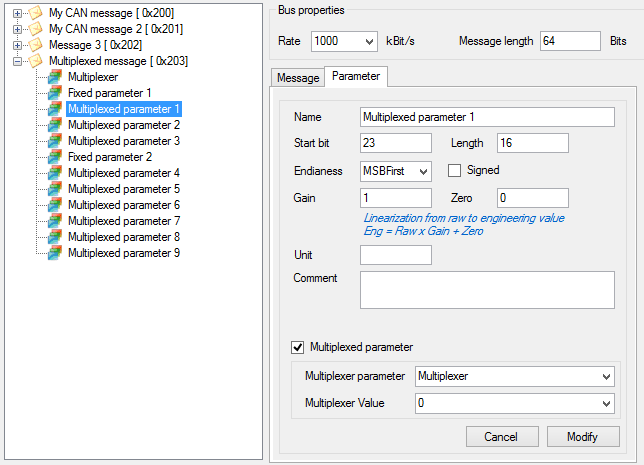 My CAN message [ 0x200]
My CAN message 2 [ 0x201]
Message 3 [ 0x202]
Multiplexed message [ 0x203]
Multiplexer
Fixed parameter 1
Multiplexed parameter 1
Multiplexed parameter 2
Multiplexed parameter 3
Fixed parameter 2
Multiplexed parameter 4
Multiplexed parameter 5
Multiplexed parameter 6
Multiplexed parameter 7
Multiplexed parameter 8
Multiplexed parameter 9
Bus properties
Rate 1000 kBit/s Message length 64 Bits
Message Parameter
Name Multiplexed parameter 1
Start bit 23 Length 16
Endianess MSBFirst Signed
Gain 1 Zero 0
Linearization from raw to engineering value
Eng = Raw x Gain + Zero
Unit
Comment
Multiplexed parameter
Multiplexer parameter Multiplexer
Multiplexer Value 0
Cancel Modify